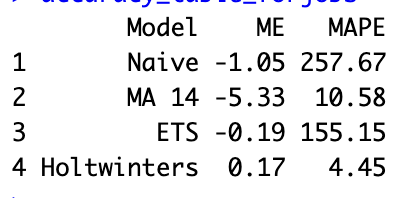 Model ME MAPE
1 Naive -1.05 257.67
2 MA 14 -5.33 10.58
3 ETS -0.19 155.15
4 Holtwinters 0.17 4.45